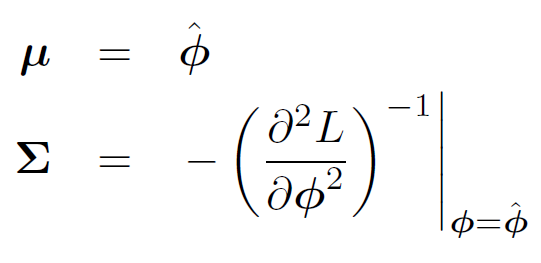 μ = ϕ̂
Σ = −(∂²L/∂ϕ²)⁻¹|ϕ=ϕ̂